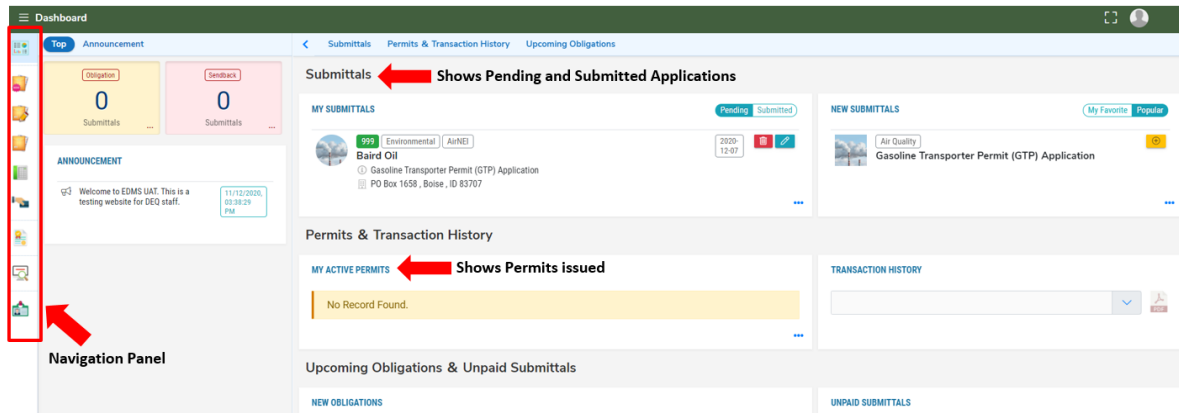 Dashboard
Top Announcement
Submittals Permits & Transaction History Upcoming Obligations
Obligation
0
Submittals
...
Sendback
0
Submittals
...
ANNOUNCEMENT
Welcome to EDMS UAT. This is a
testing website for DEQ staff.
11/12/2020,
03:38:29
PM
Navigation Panel
Submittals
Shows Pending and Submitted Applications
MY SUBMITTALS
Pending Submitted
999 Environmental AirNEI
Baird Oil
Gasoline Transporter Permit (GTP) Application
PO Box 1658 , Boise , ID 83707
2020-
12-07
NEW SUBMITTALS
My Favorite Popular
Air Quality
Gasoline Transporter Permit (GTP) Application
Permits & Transaction History
MY ACTIVE PERMITS
Shows Permits issued
No Record Found.
TRANSACTION HISTORY
PDF
Upcoming Obligations & Unpaid Submittals
NEW OBLIGATIONS
UNPAID SUBMITTALS